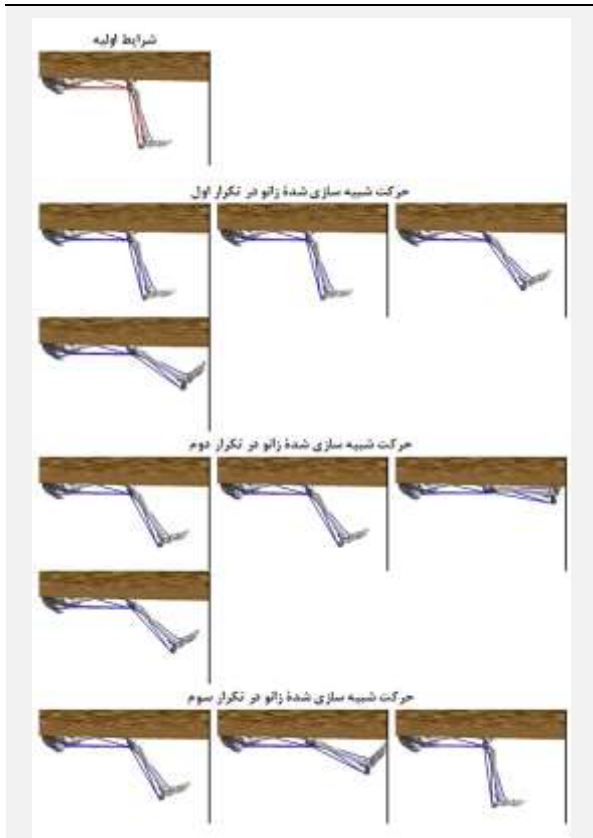 شرایط اولیه
حرکت شبیه سازی شدهٔ زانو در تکرار اول
حرکت شبیه سازی شدهٔ زانو در تکرار دوم
حرکت شبیه سازی شدهٔ زانو در تکرار سوم